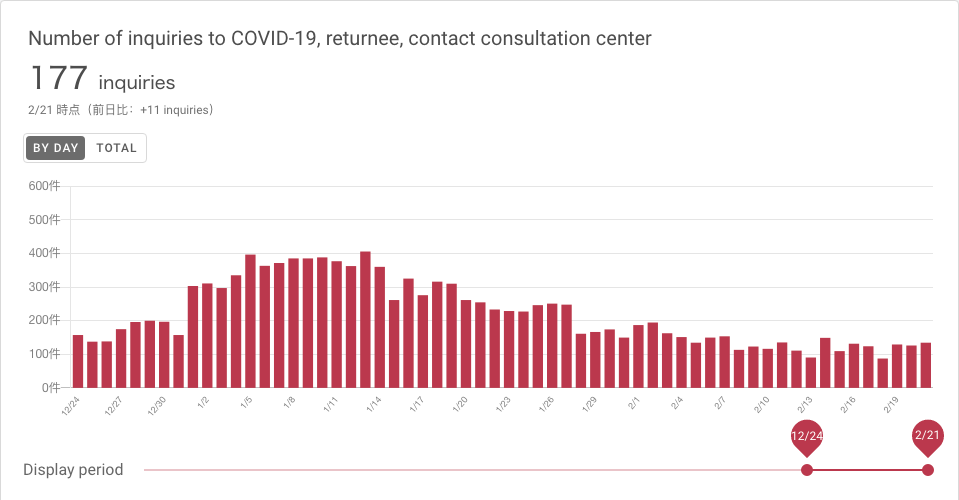 Number of inquiries to COVID-19, returnee, contact consultation center
177 inquiries
2/21 時点（前日比： +11 inquiries）
BY DAY TOTAL
600件
500件
400件
300件
200件
100件
0件
12/24 12/27 12/30 1/2 1/5 1/8 1/11 1/14 1/17 1/20 1/23 1/26 1/29 2/1 2/4 2/7 2/10 2/13 2/16 2/19
12/24 2/21
Display period